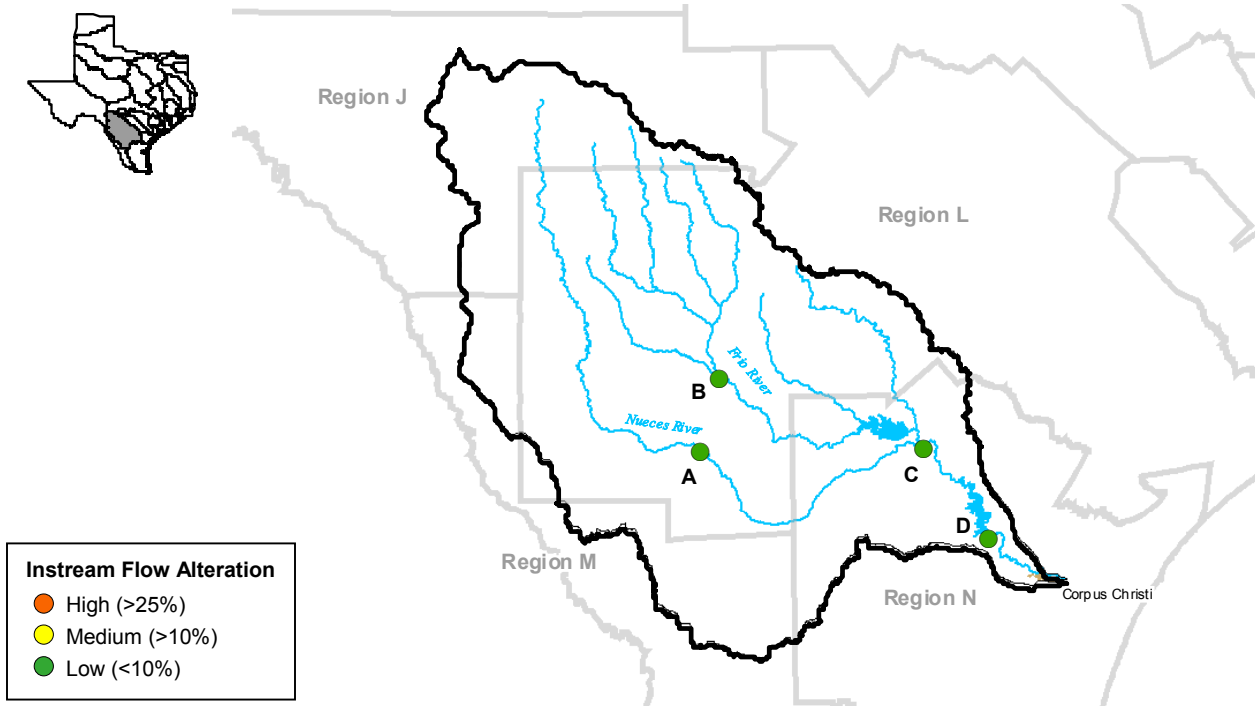 Region J
Region L
Frio River
B
Nueces River
A
C
D
Region M
Region N
Corpus Christi
Instream Flow Alteration
High (>25%)
Medium (>10%)
Low (<10%)